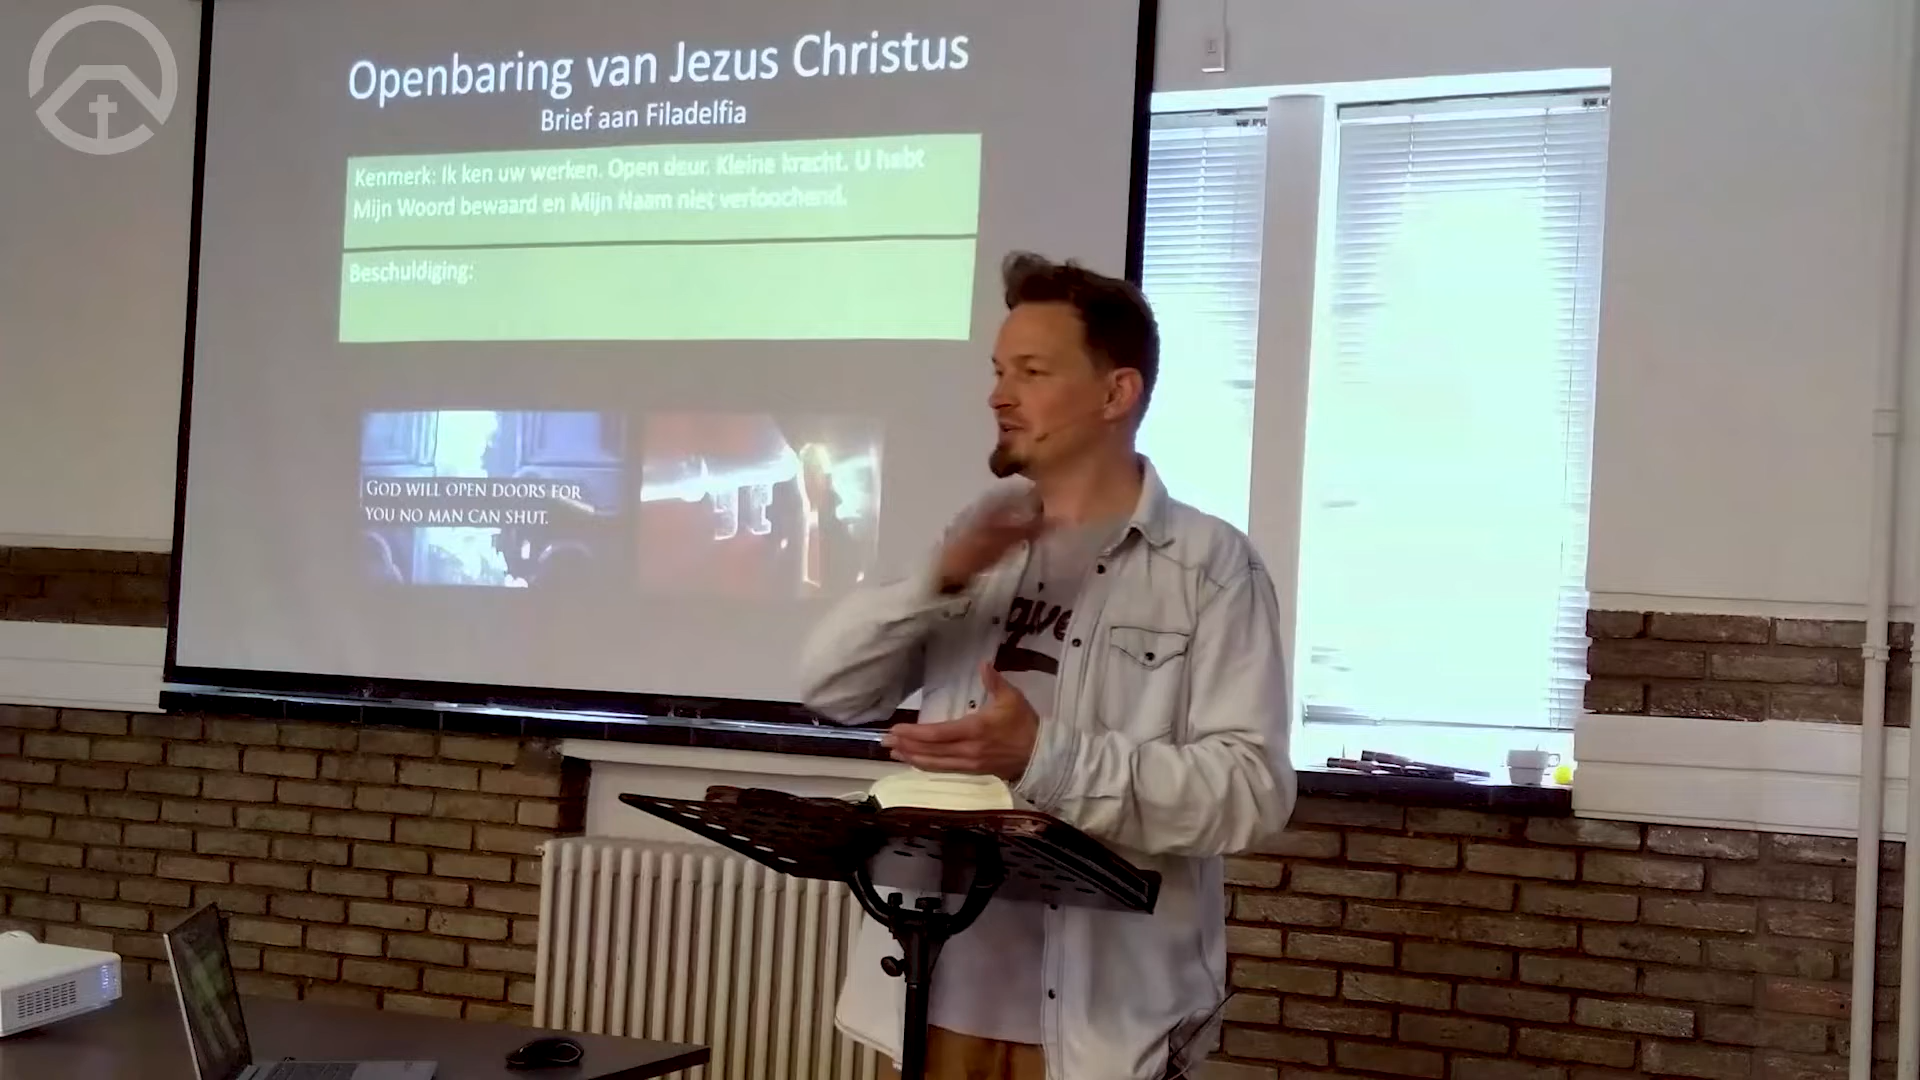 Openbaring van Jezus Christus
Brief aan Filadelfia
Kenmerk: Ik ken uw werken. Open deur. Kleine kracht. U hebt
Mijn Woord bewaard en Mijn Naam niet verloochend.
Beschuldiging:
GOD WILL OPEN DOORS FOR
YOU NO MAN CAN SHUT.
give